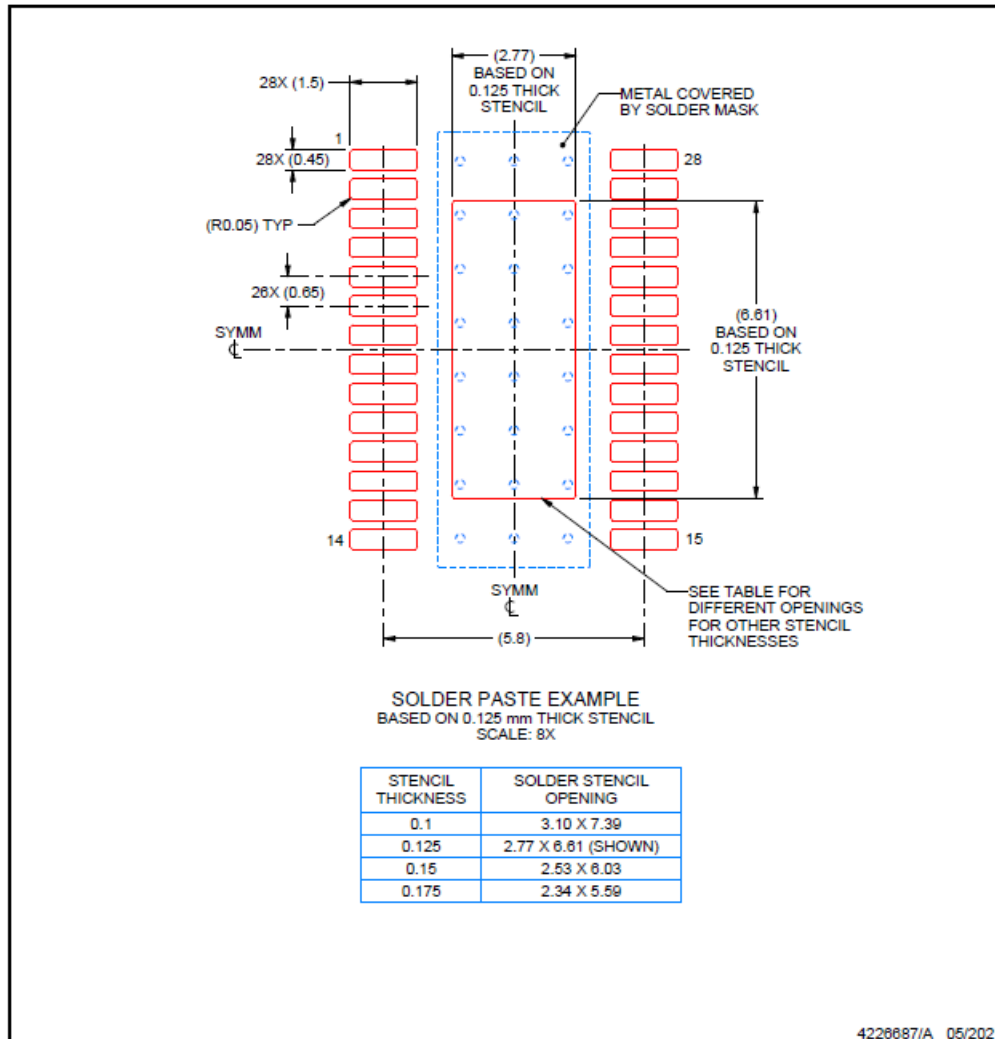 (2.77)
BASED ON
0.125 THICK
STENCIL
28X (1.5)
METAL COVERED
BY SOLDER MASK
1
28X (0.45)
28
(R0.05) TYP
26X (0.65)
SYMM
℄
(6.61)
BASED ON
0.125 THICK
STENCIL
14
15
SYMM
℄
SEE TABLE FOR
DIFFERENT OPENINGS
FOR OTHER STENCIL
THICKNESSES
(5.8)
SOLDER PASTE EXAMPLE
BASED ON 0.125 mm THICK STENCIL
SCALE: 8X
STENCIL THICKNESS
SOLDER STENCIL OPENING
0.1 3.10 X 7.39
0.125 2.77 X 6.61 (SHOWN)
0.15 2.53 X 6.03
0.175 2.34 X 5.59
4226687/A 05/202